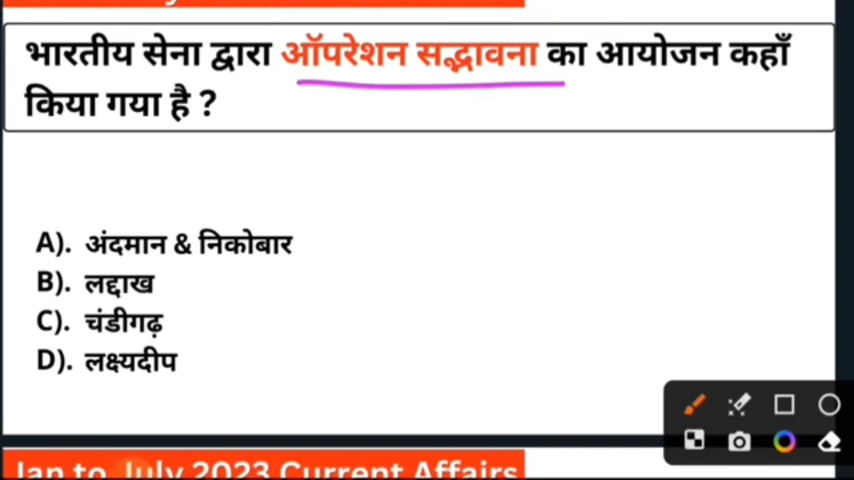 भारतीय सेना द्वारा ऑपरेशन सद्भावना का आयोजन कहाँ
किया गया है ?
A). अंदमान & निकोबार
B). लद्दाख
C). चंडीगढ़
D). लक्ष्यदीप
Jan to July 2023 Current Affairs